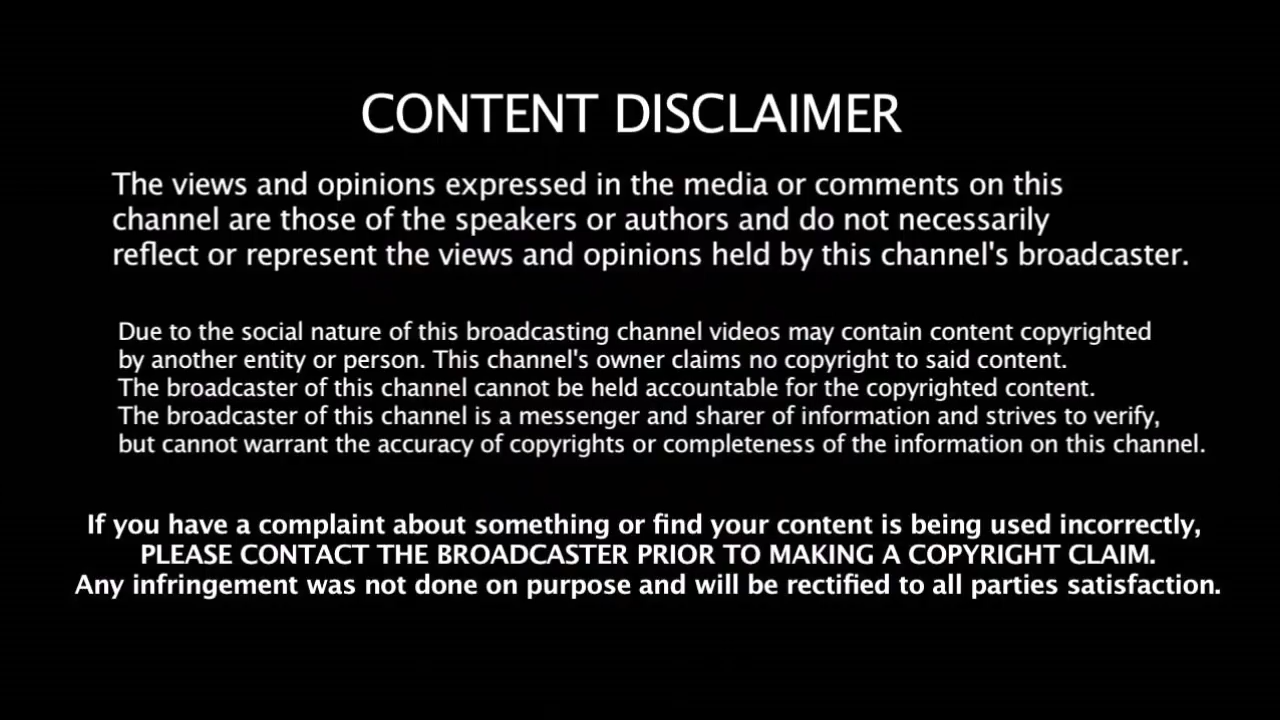 CONTENT DISCLAIMER
The views and opinions expressed in the media or comments on this
channel are those of the speakers or authors and do not necessarily
reflect or represent the views and opinions held by this channel's broadcaster.
Due to the social nature of this broadcasting channel videos may contain content copyrighted
by another entity or person. This channel's owner claims no copyright to said content.
The broadcaster of this channel cannot be held accountable for the copyrighted content.
The broadcaster of this channel is a messenger and sharer of information and strives to verify,
but cannot warrant the accuracy of copyrights or completeness of the information on this channel.
If you have a complaint about something or find your content is being used incorrectly,
PLEASE CONTACT THE BROADCASTER PRIOR TO MAKING A COPYRIGHT CLAIM.
Any infringement was not done on purpose and will be rectified to all parties satisfaction.